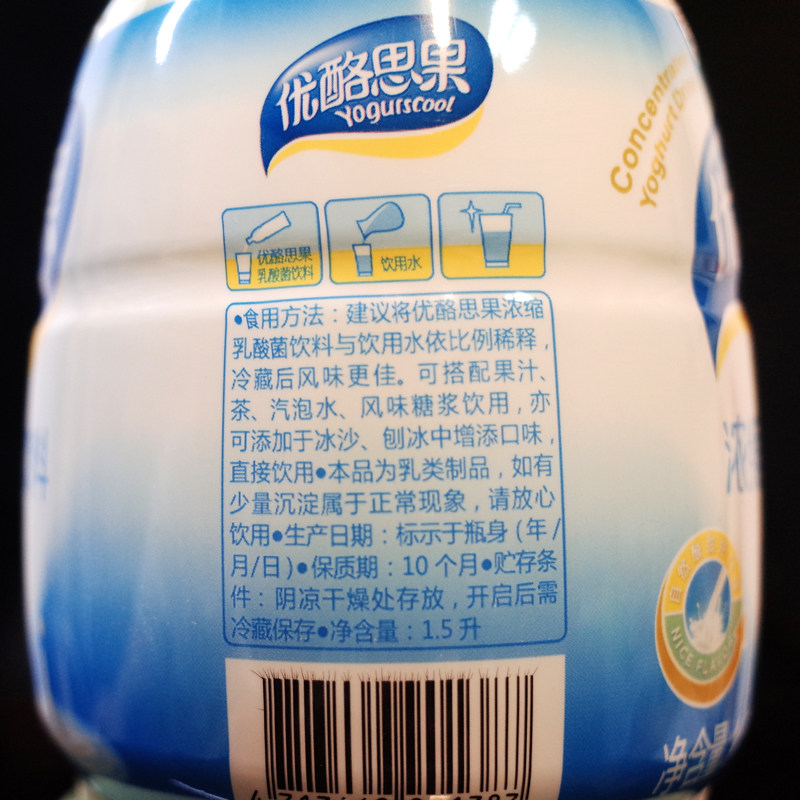 优酪思果
Yogurscool
Concentra
Yoghurt D
优酪思果
乳酸菌饮料
饮用水
●食用方法：建议将优酪思果浓缩
乳酸菌饮料与饮用水依比例稀释，
冷藏后风味更佳。可搭配果汁、
茶、汽泡水、风味糖浆饮用，亦
可添加于冰沙、刨冰中增添口味，
直接饮用●本品为乳类制品，如有
少量沉淀属于正常现象，请放心
饮用●生产日期：标示于瓶身（年/
月/日）●保质期：10个月●贮存条
件：阴凉干燥处存放，开启后需
冷藏保存●净含量：1.5升
NICE FLAVO
净含量